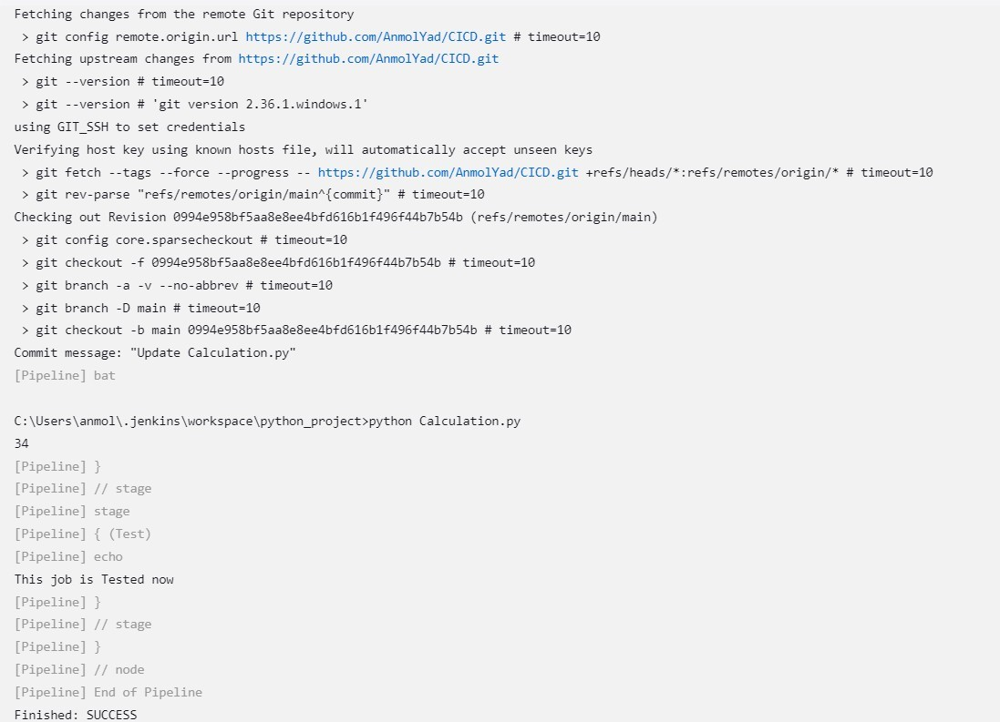 Fetching changes from the remote Git repository
> git config remote.origin.url https://github.com/AnmolYad/CICD.git # timeout=10
Fetching upstream changes from https://github.com/AnmolYad/CICD.git
> git --version # timeout=10
> git --version # 'git version 2.36.1.windows.1'
using GIT_SSH to set credentials
Verifying host key using known hosts file, will automatically accept unseen keys
> git fetch --tags --force --progress -- https://github.com/AnmolYad/CICD.git +refs/heads/*:refs/remotes/origin/* # timeout=10
> git rev-parse "refs/remotes/origin/main^{commit}" # timeout=10
Checking out Revision 0994e958bf5aa8e8ee4bfd616b1f496f44b7b54b (refs/remotes/origin/main)
> git config core.sparsecheckout # timeout=10
> git checkout -f 0994e958bf5aa8e8ee4bfd616b1f496f44b7b54b # timeout=10
> git branch -a -v --no-abbrev # timeout=10
> git branch -D main # timeout=10
> git checkout -b main 0994e958bf5aa8e8ee4bfd616b1f496f44b7b54b # timeout=10
Commit message: "Update Calculation.py"
[Pipeline] bat
C:\Users\anmol\.jenkins\workspace\python_project>python Calculation.py
34
[Pipeline] }
[Pipeline] // stage
[Pipeline] stage
[Pipeline] { (Test)
[Pipeline] echo
This job is Tested now
[Pipeline] }
[Pipeline] // stage
[Pipeline] }
[Pipeline] // node
[Pipeline] End of Pipeline
Finished: SUCCESS